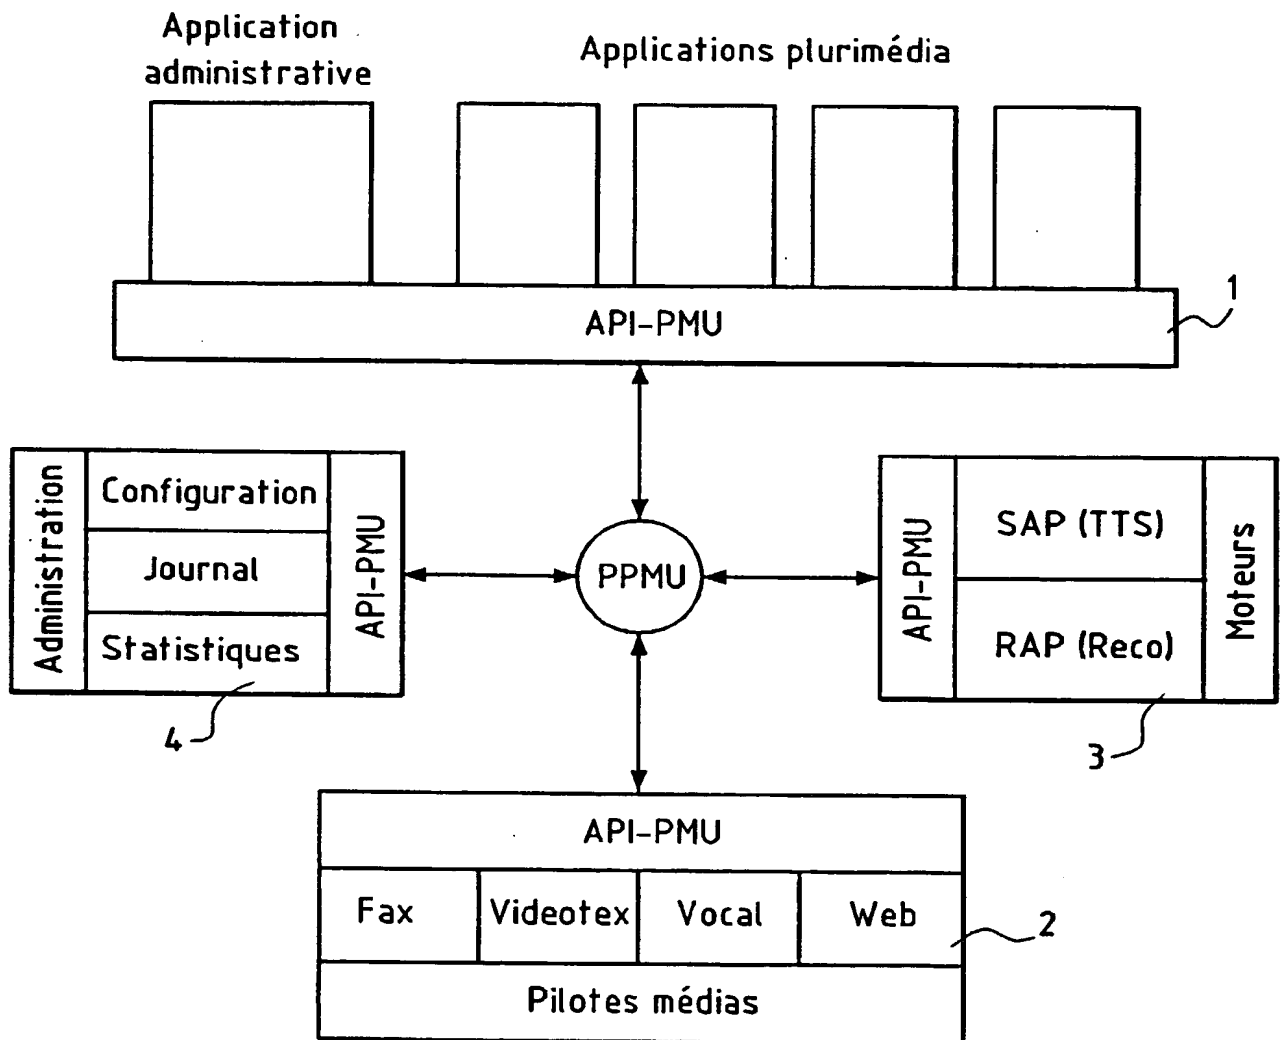 Application
administrative
Applications plurimédia
API-PMU
1
Administration
Configuration
Journal
Statistiques
API-PMU
4
PPMU
API-PMU
SAP (TTS)
RAP (Reco)
Moteurs
3
API-PMU
Fax
Videotex
Vocal
Web
2
Pilotes médias